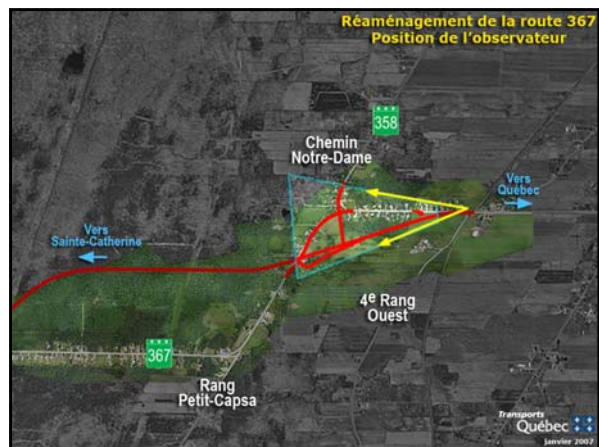 Réaménagement de la route 367
Position de l'observateur
358
Chemin
Notre-Dame
Vers
Québec
Vers
Sainte-Catherine
4e Rang
Ouest
367
Rang
Petit-Capsa
Transports
Québec
janvier 2007